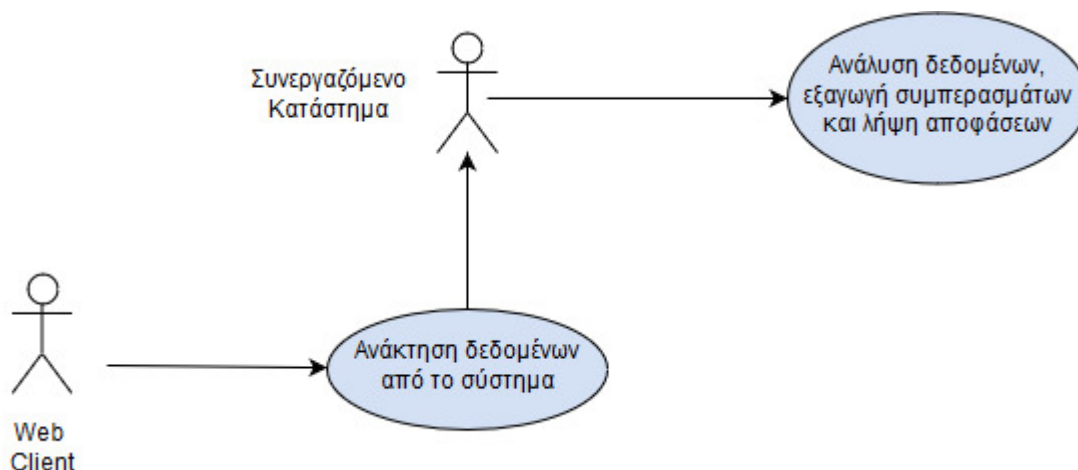 Συνεργαζόμενο
Κατάστημα
Ανάλυση δεδομένων,
εξαγωγή συμπερασμάτων
και λήψη αποφάσεων
Ανάκτηση δεδομένων
από το σύστημα
Web
Client